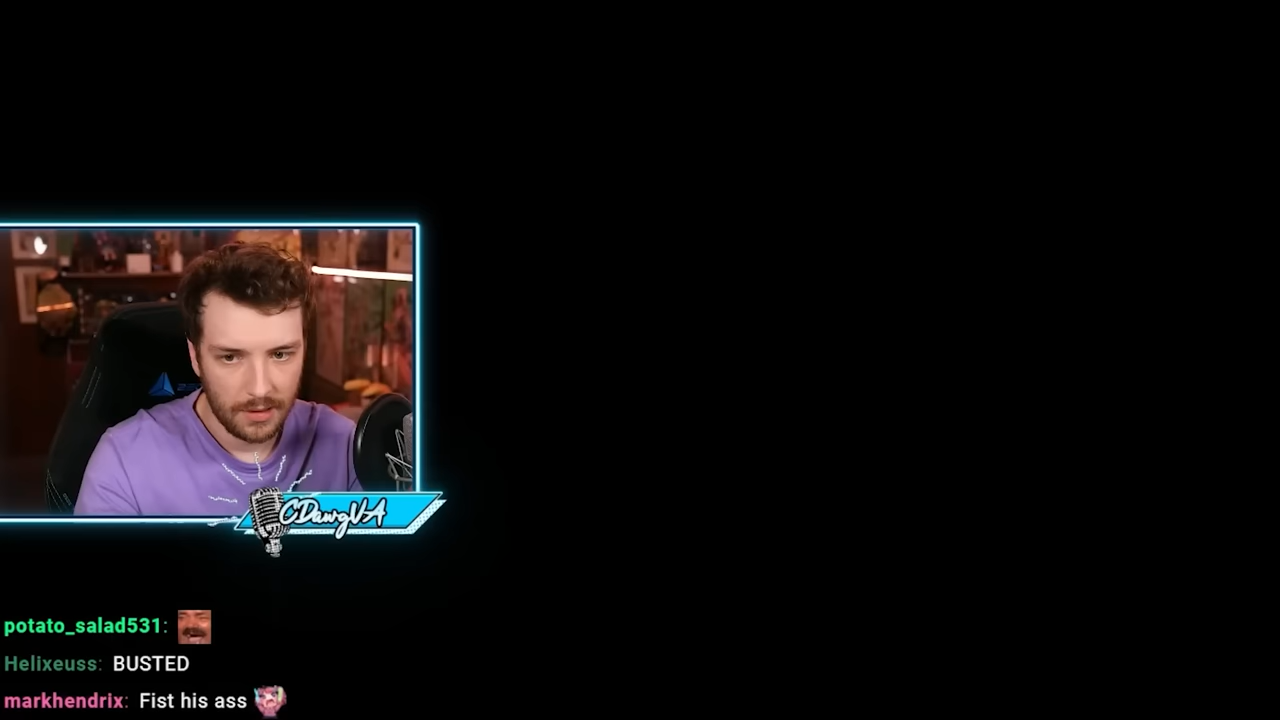 CDawgVA
potato_salad531:
Helixeuss: BUSTED
markhendrix: Fist his ass